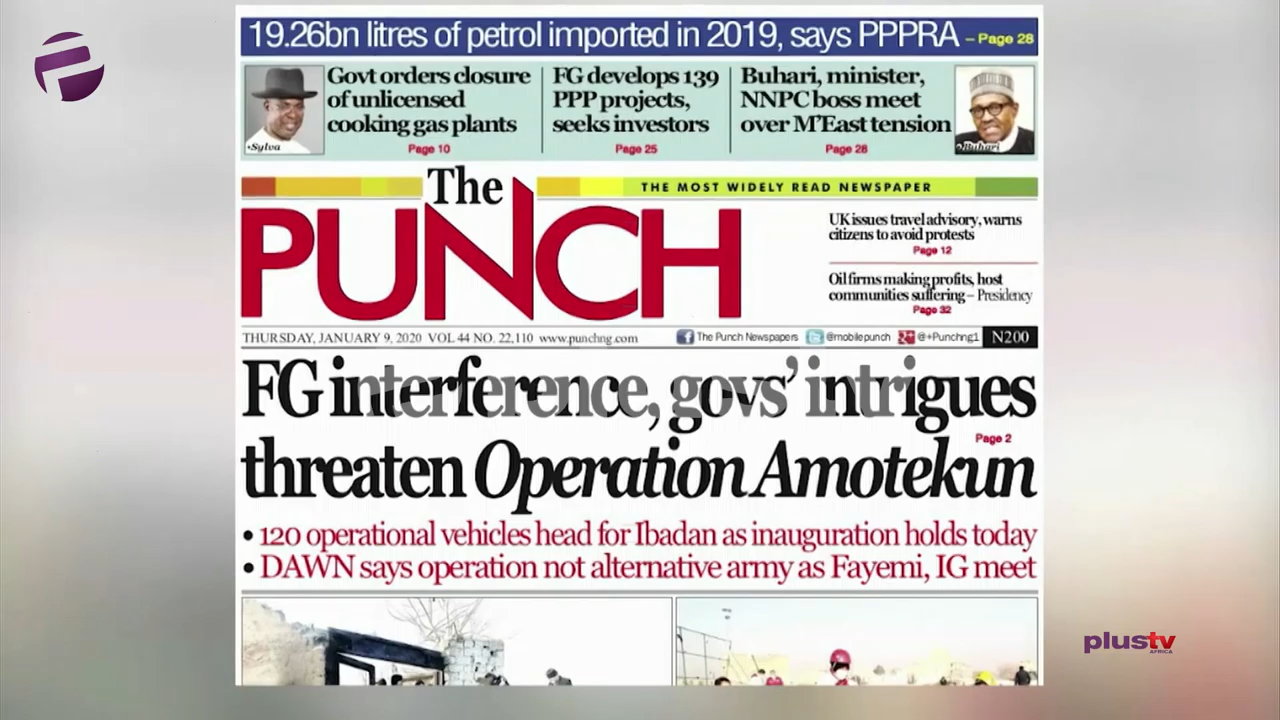 19.26bn litres of petrol imported in 2019, says PPPRA – Page 28
Govt orders closure
of unlicensed
cooking gas plants
Page 10
•Sylva
FG develops 139
PPP projects,
seeks investors
Page 25
Buhari, minister,
NNPC boss meet
over M'East tension
Page 28
•Buhari
The
PUNCH
THE MOST WIDELY READ NEWSPAPER
UK issues travel advisory, warns
citizens to avoid protests
Page 12
Oil firms making profits, host
communities suffering – Presidency
Page 32
THURSDAY, JANUARY 9, 2020 VOL 44 NO. 22,110 www.punchng.com
The Punch Newspapers @mobilepunch @+Punchng1 N200
FG interference, govs' intrigues
Page 2
threaten Operation Amotekun
• 120 operational vehicles head for Ibadan as inauguration holds today
• DAWN says operation not alternative army as Fayemi, IG meet
plustv
AFRICA